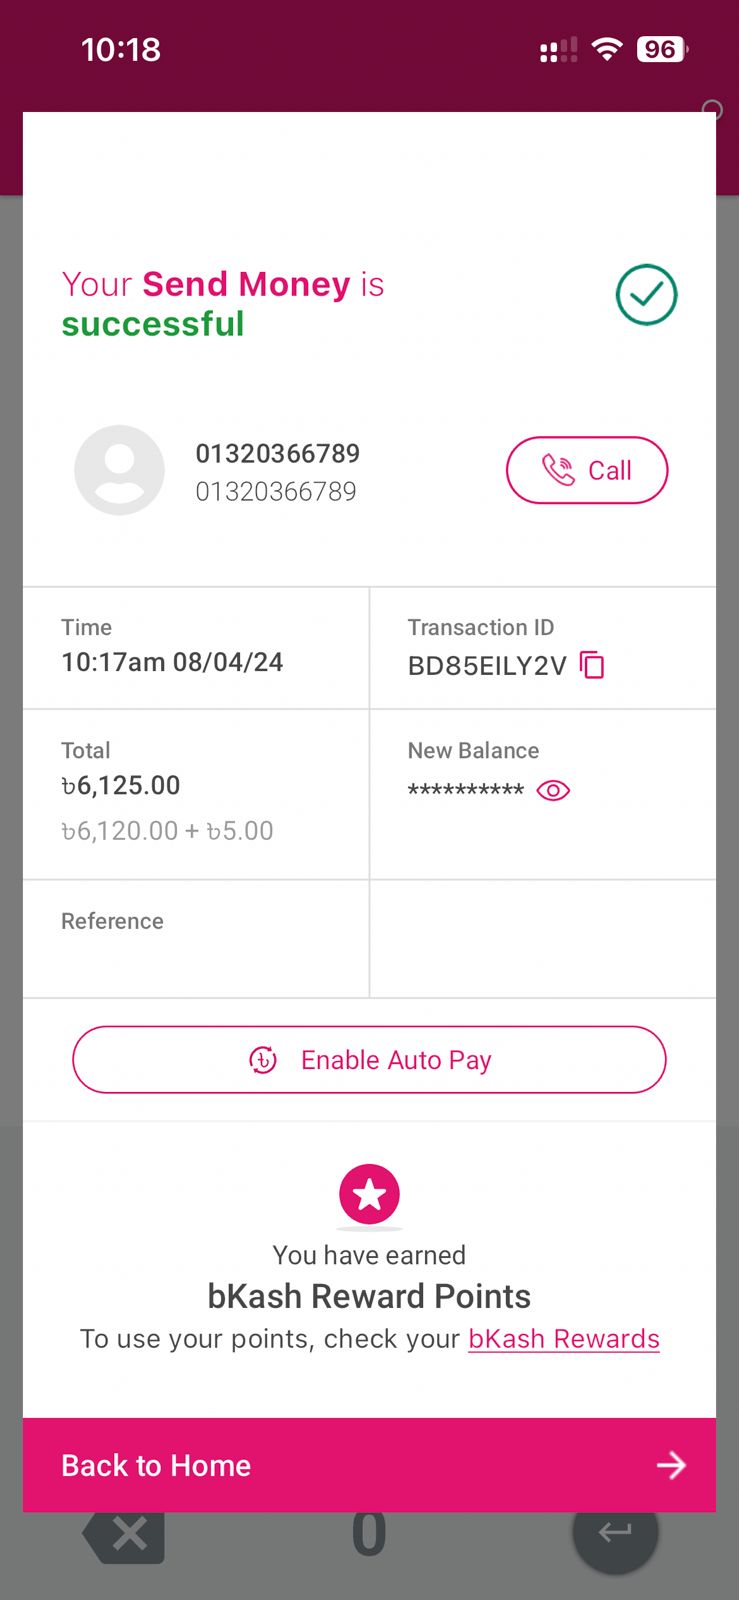 10:18
96
Your Send Money is
successful
01320366789
01320366789
Call
Time
10:17am 08/04/24
Transaction ID
BD85EILY2V
Total
৳6,125.00
৳6,120.00 + ৳5.00
New Balance
**********
Reference
Enable Auto Pay
You have earned
bKash Reward Points
To use your points, check your bKash Rewards
Back to Home
0